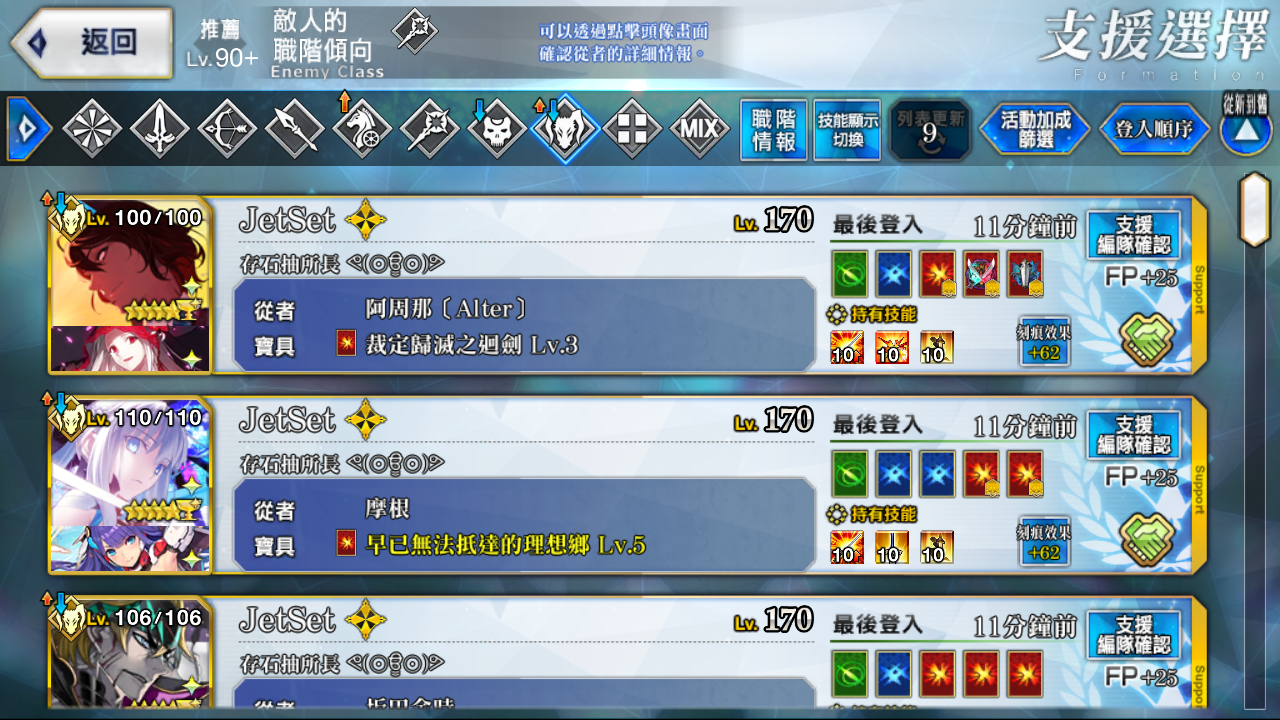 返回
推薦
Lv.90+
敵人的
職階傾向
Enemy Class
可以透過點擊頭像畫面
確認從者的詳細情報。
支援選擇
Formation
MIX
職階
情報
技能顯示
切換
列表更新
9
活動加成
篩選
登入順序
從新到舊
Lv. 100/100
JetSet
Lv. 170
最後登入 11分鐘前
支援
編隊確認
存石抽所長
FP+25
Support
從者 阿周那〔Alter〕
持有技能
寶具 裁定歸滅之迴劍 Lv.3
10 10 10
刻痕效果
+62
Lv. 110/110
JetSet
Lv. 170
最後登入 11分鐘前
支援
編隊確認
存石抽所長
FP+25
Support
從者 摩根
持有技能
寶具 早已無法抵達的理想鄉 Lv.5
10 10 10
刻痕效果
+62
Lv. 106/106
JetSet
Lv. 170
最後登入 11分鐘前
支援
編隊確認
存石抽所長
FP+25